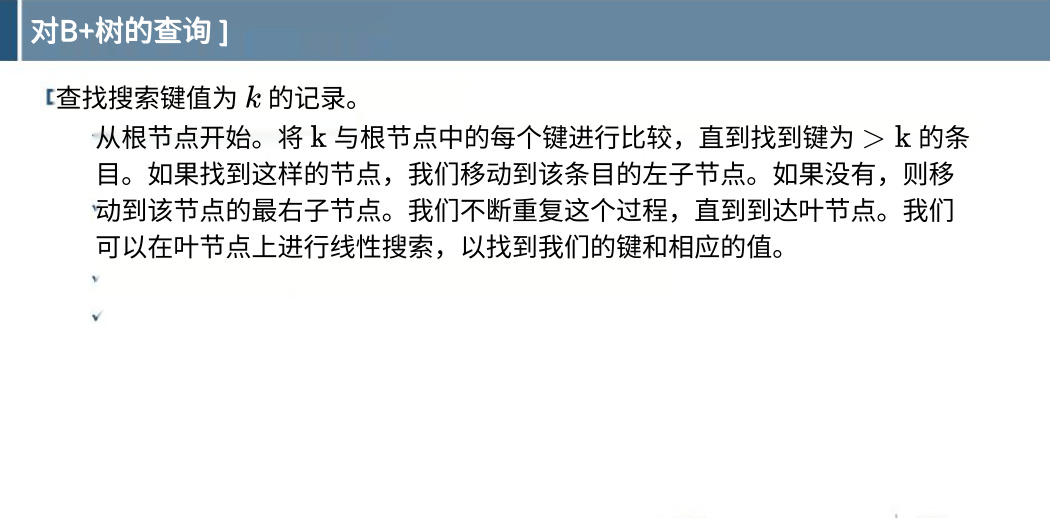 对B+树的查询 ]
查找搜索键值为 k 的记录。
从根节点开始。将 k 与根节点中的每个键进行比较，直到找到键为 > k 的条
目。如果找到这样的节点，我们移动到该条目的左子节点。如果没有，则移
动到该节点的最右子节点。我们不断重复这个过程，直到到达叶节点。我们
可以在叶节点上进行线性搜索，以找到我们的键和相应的值。